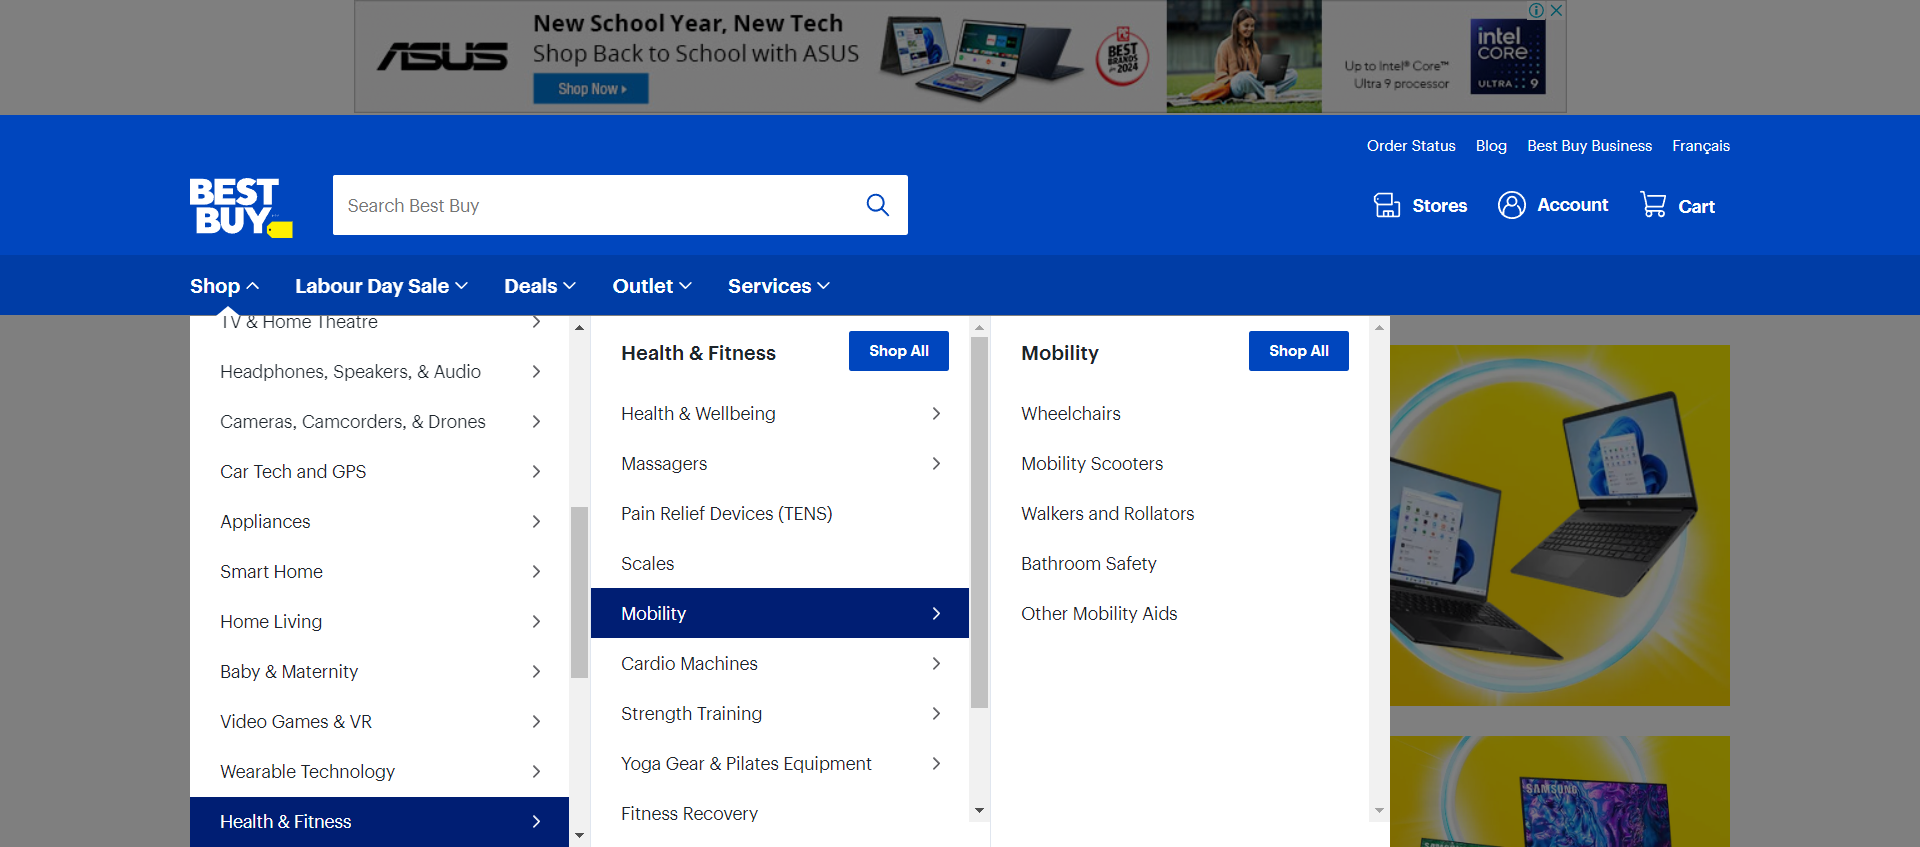 ASUS
New School Year, New Tech
Shop Back to School with ASUS
Shop Now
BEST
BRANDS
for 2024
Up to Intel® Core™
Ultra 9 processor
intel
CORE
ULTRA 9
Order Status
Blog
Best Buy Business
Français
BEST
BUY
Search Best Buy
Stores
Account
Cart
Shop
Labour Day Sale
Deals
Outlet
Services
TV & Home Theatre
Headphones, Speakers, & Audio
Cameras, Camcorders, & Drones
Car Tech and GPS
Appliances
Smart Home
Home Living
Baby & Maternity
Video Games & VR
Wearable Technology
Health & Fitness
Health & Fitness
Shop All
Health & Wellbeing
Massagers
Pain Relief Devices (TENS)
Scales
Mobility
Cardio Machines
Strength Training
Yoga Gear & Pilates Equipment
Fitness Recovery
Mobility
Shop All
Wheelchairs
Mobility Scooters
Walkers and Rollators
Bathroom Safety
Other Mobility Aids
SAMSUNG